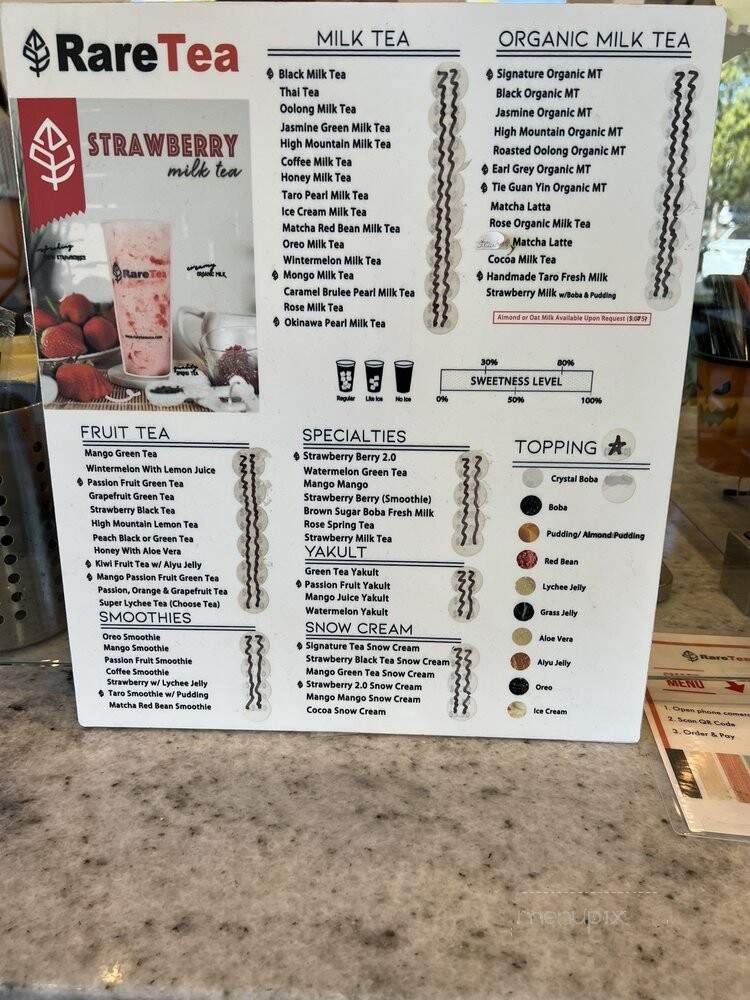 RareTea
STRAWBERRY
milk tea
creamy
ORGANIC MILK
RareTea
MILK TEA
Black Milk Tea
Thai Tea
Oolong Milk Tea
Jasmine Green Milk Tea
High Mountain Milk Tea
Coffee Milk Tea
Honey Milk Tea
Taro Pearl Milk Tea
Ice Cream Milk Tea
Matcha Red Bean Milk Tea
Oreo Milk Tea
Wintermelon Milk Tea
Mongo Milk Tea
Caramel Brulee Pearl Milk Tea
Rose Milk Tea
Okinawa Pearl Milk Tea
ORGANIC MILK TEA
Signature Organic MT
Black Organic MT
Jasmine Organic MT
High Mountain Organic MT
Roasted Oolong Organic MT
Earl Grey Organic MT
Tie Guan Yin Organic MT
Matcha Latta
Rose Organic Milk Tea
Matcha Latte
Cocoa Milk Tea
Handmade Taro Fresh Milk
Strawberry Milk w/Boba & Pudding
Almond or Oat Milk Available Upon Request
Regular Lite Ice No Ice
30% 80%
SWEETNESS LEVEL
0% 50% 100%
FRUIT TEA
Mango Green Tea
Wintermelon With Lemon Juice
Passion Fruit Green Tea
Grapefruit Green Tea
Strawberry Black Tea
High Mountain Lemon Tea
Peach Black or Green Tea
Honey With Aloe Vera
Kiwi Fruit Tea w/ Aiyu Jelly
Mango Passion Fruit Green Tea
Passion, Orange & Grapefruit Tea
Super Lychee Tea (Choose Tea)
SMOOTHIES
Oreo Smoothie
Mango Smoothie
Passion Fruit Smoothie
Coffee Smoothie
Strawberry w/ Lychee Jelly
Taro Smoothie w/ Pudding
Matcha Red Bean Smoothie
SPECIALTIES
Strawberry Berry 2.0
Watermelon Green Tea
Mango Mango
Strawberry Berry (Smoothie)
Brown Sugar Boba Fresh Milk
Rose Spring Tea
Strawberry Milk Tea
YAKULT
Green Tea Yakult
Passion Fruit Yakult
Mango Juice Yakult
Watermelon Yakult
SNOW CREAM
Signature Tea Snow Cream
Strawberry Black Tea Snow Cream
Mango Green Tea Snow Cream
Strawberry 2.0 Snow Cream
Mango Mango Snow Cream
Cocoa Snow Cream
TOPPING
Crystal Boba
Boba
Pudding/ Almond Pudding
Red Bean
Lychee Jelly
Grass Jelly
Aloe Vera
Aiyu Jelly
Oreo
Ice Cream
RareTea
MENU
1. Open phone camera
2. Scan QR Code
3. Order & Pay
menupix